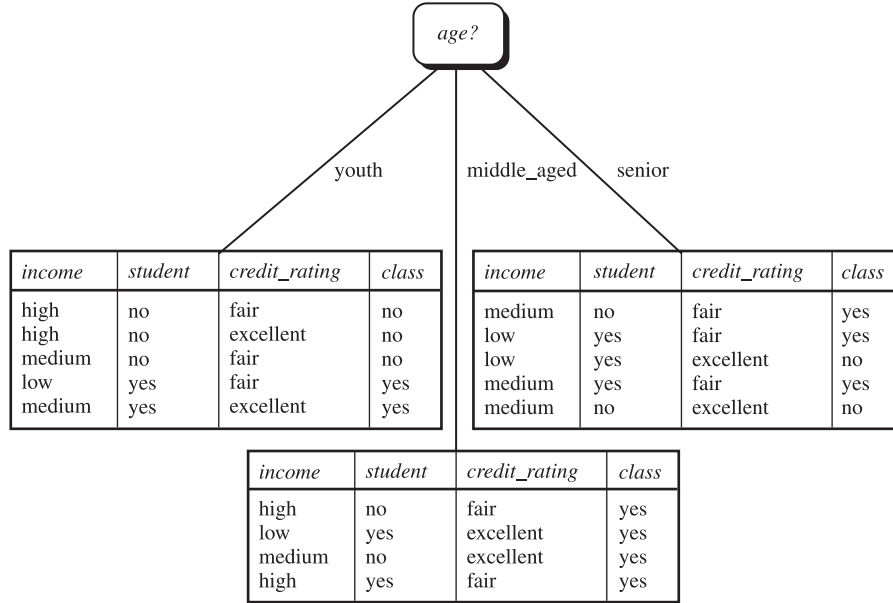 age?
youth
middle_aged
senior
income student credit_rating class
high no fair no
high no excellent no
medium no fair no
low yes fair yes
medium yes excellent yes
income student credit_rating class
medium no fair yes
low yes fair yes
low yes excellent no
medium yes fair yes
medium no excellent no
income student credit_rating class
high no fair yes
low yes excellent yes
medium no excellent yes
high yes fair yes